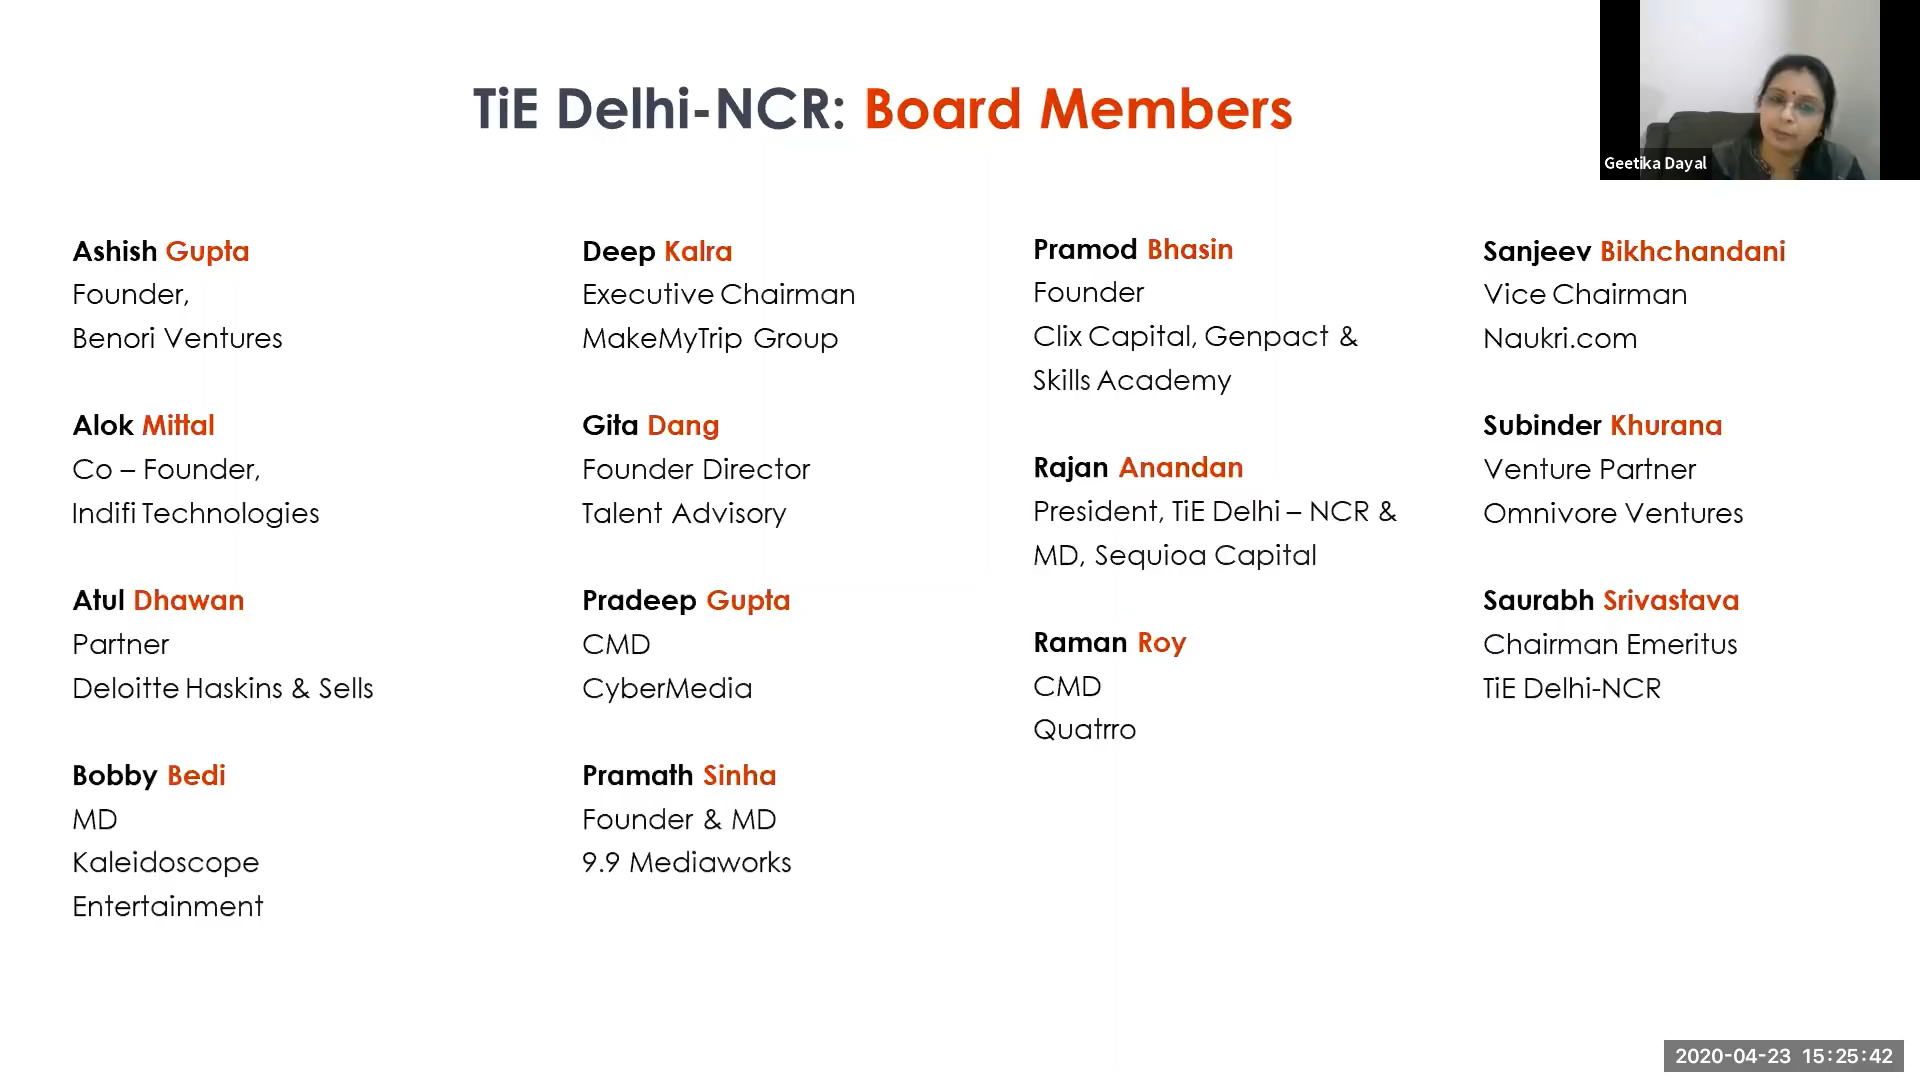 TiE Delhi-NCR: Board Members
Geetika Dayal
Ashish Gupta
Founder,
Benori Ventures
Alok Mittal
Co – Founder,
Indifi Technologies
Atul Dhawan
Partner
Deloitte Haskins & Sells
Bobby Bedi
MD
Kaleidoscope
Entertainment
Deep Kalra
Executive Chairman
MakeMyTrip Group
Gita Dang
Founder Director
Talent Advisory
Pradeep Gupta
CMD
CyberMedia
Pramath Sinha
Founder & MD
9.9 Mediaworks
Pramod Bhasin
Founder
Clix Capital, Genpact &
Skills Academy
Rajan Anandan
President, TiE Delhi – NCR &
MD, Sequioa Capital
Raman Roy
CMD
Quatrro
Sanjeev Bikhchandani
Vice Chairman
Naukri.com
Subinder Khurana
Venture Partner
Omnivore Ventures
Saurabh Srivastava
Chairman Emeritus
TiE Delhi-NCR
2020-04-23 15:25:42